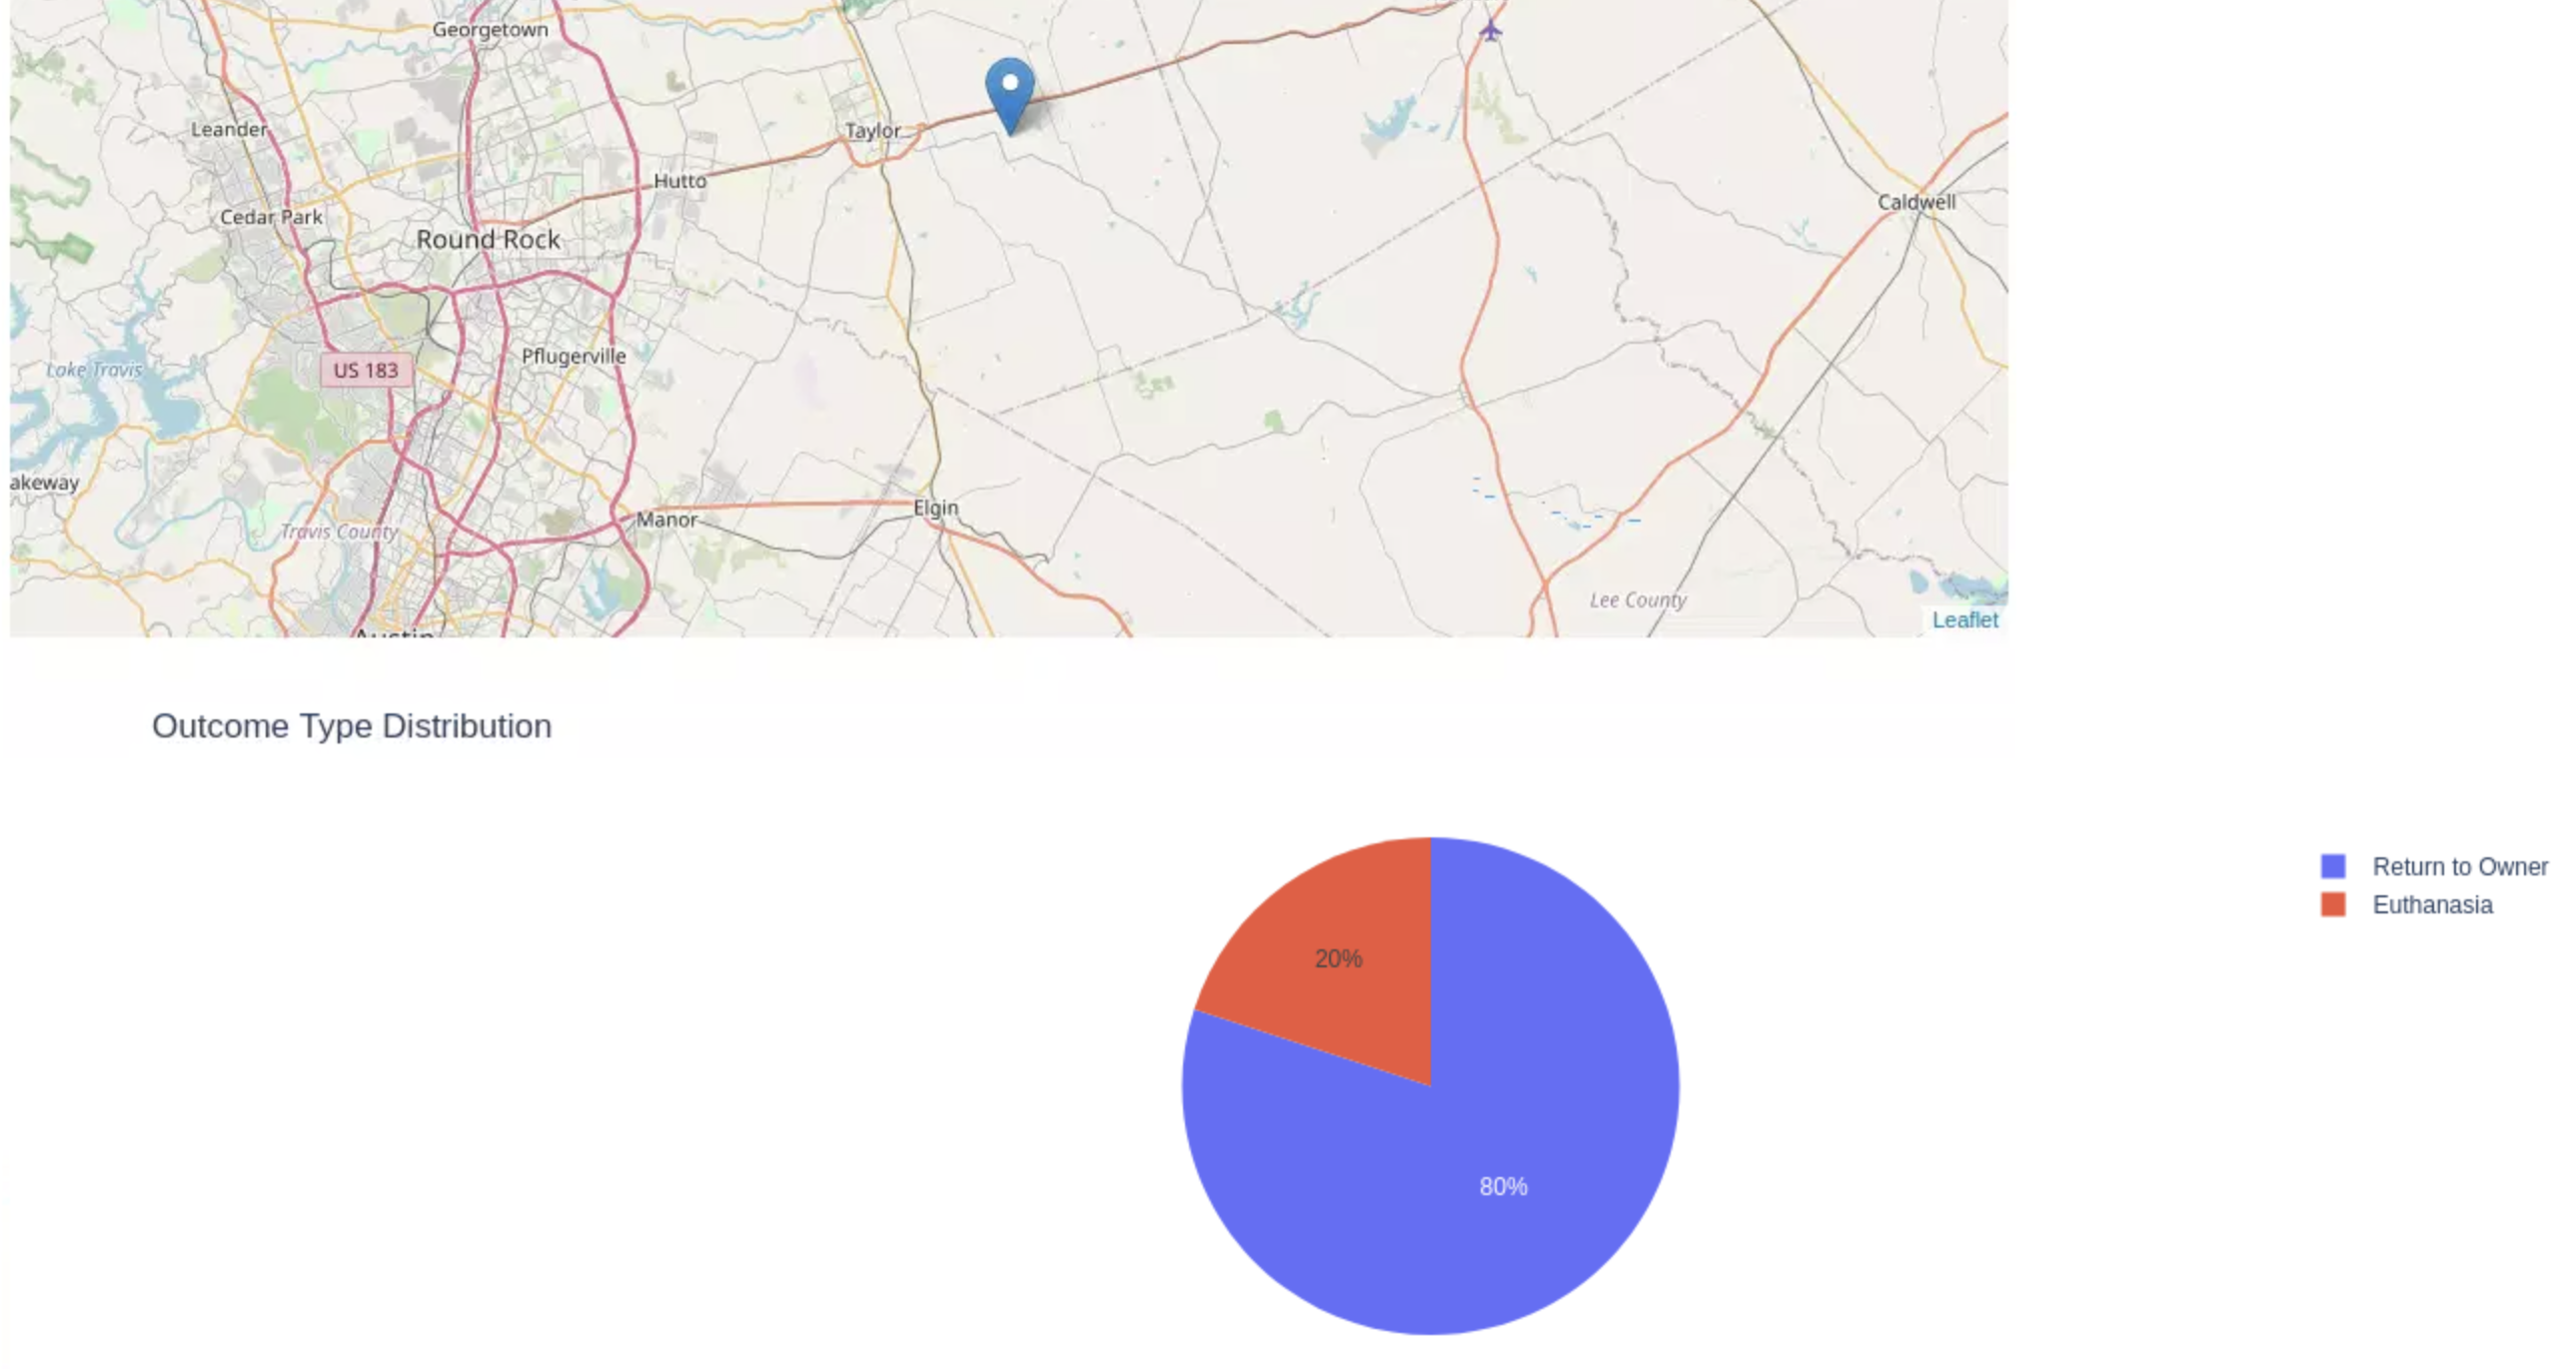 Georgetown
Leander
Taylor
Hutto
Cedar Park
Caldwell
Round Rock
Pflugerville
Lake Travis
US 183
akeway
Elgin
Manor
Travis County
Lee County
Leaflet
Austin
Outcome Type Distribution
Return to Owner
Euthanasia
20%
80%